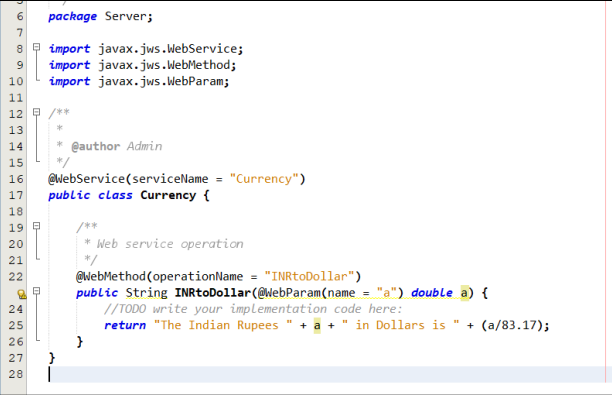 5 */
6 package Server;
7
8 import javax.jws.WebService;
9 import javax.jws.WebMethod;
10 import javax.jws.WebParam;
11
12 /**
13 *
14 * @author Admin
15 */
16 @WebService(serviceName = "Currency")
17 public class Currency {
18
19 /**
20 * Web service operation
21 */
22 @WebMethod(operationName = "INRtoDollar")
public String INRtoDollar(@WebParam(name = "a") double a) {
24 //TODO write your implementation code here:
25 return "The Indian Rupees " + a + " in Dollars is " + (a/83.17);
26 }
27 }
28